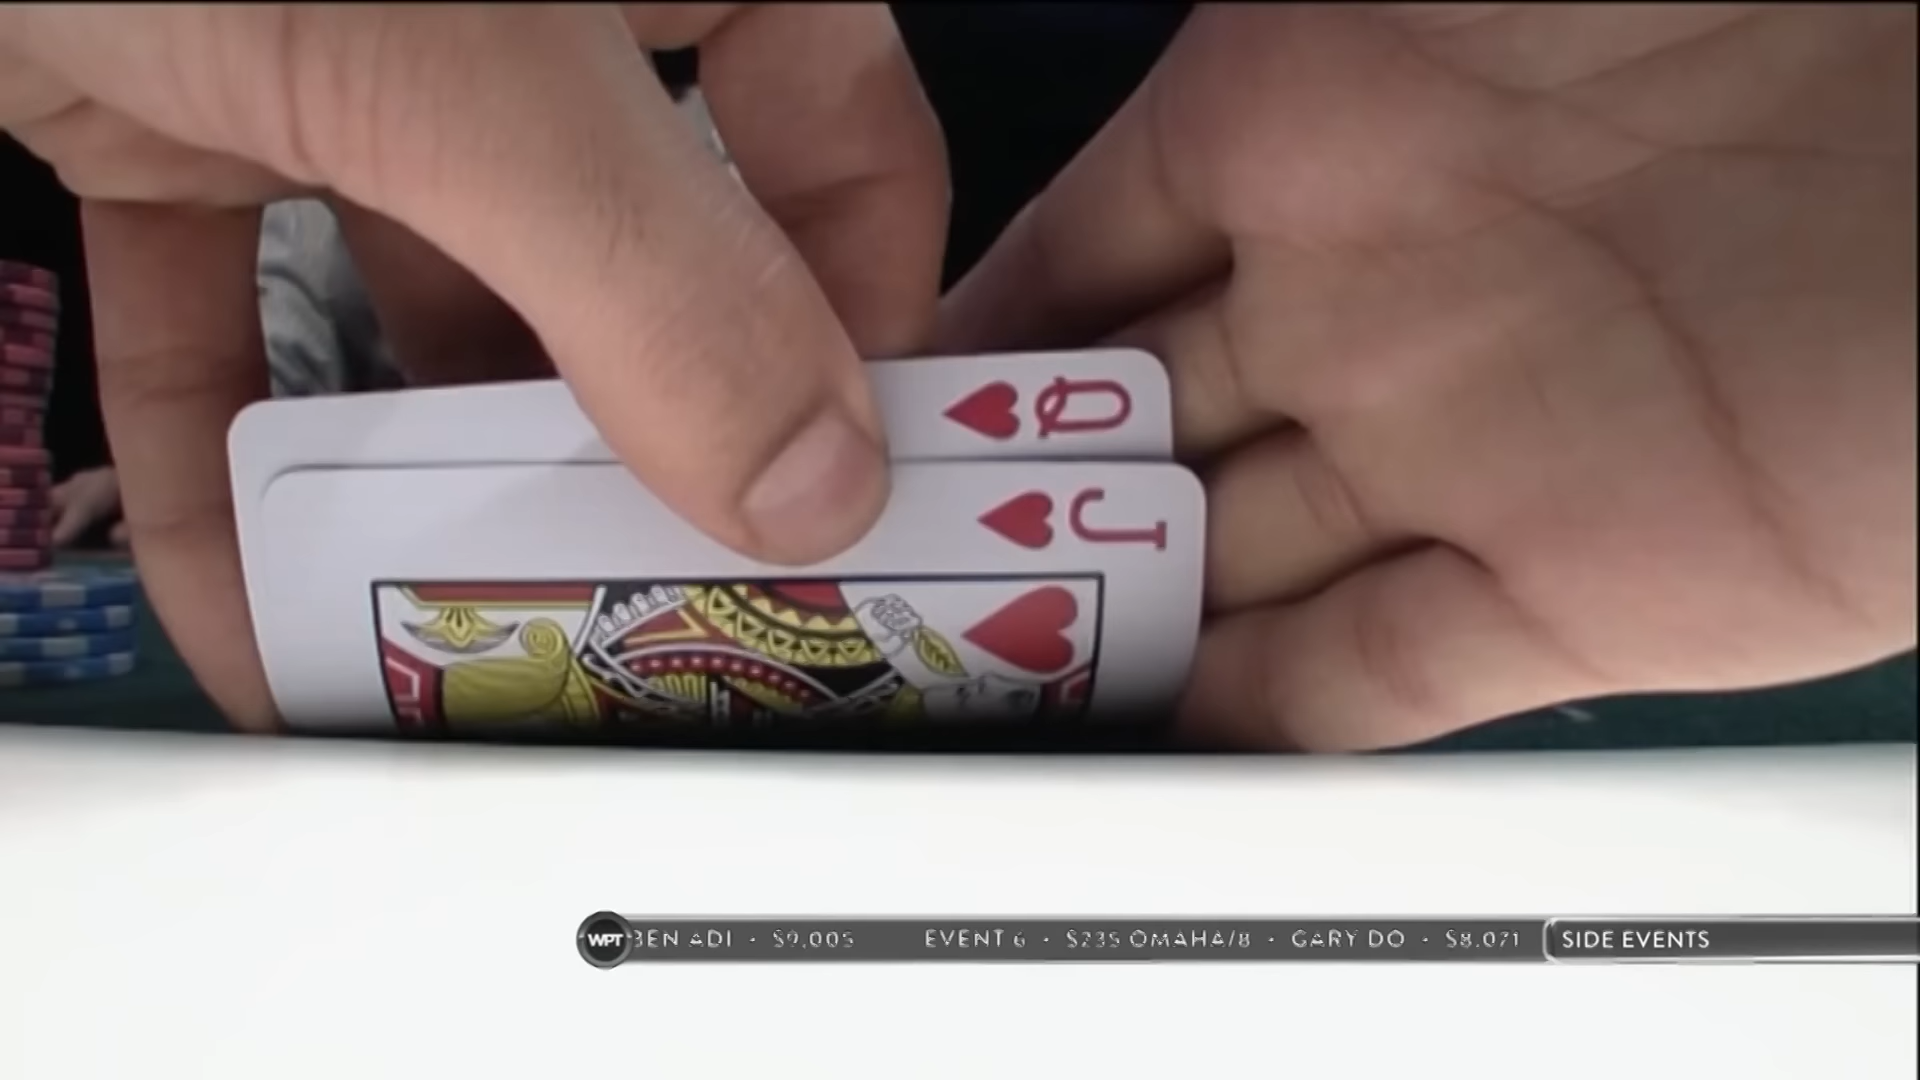 Q
J
WPT BEN ADI · $9,005 EVENT 6 · $235 OMAHA/8 · GARY DO · $8,071 SIDE EVENTS